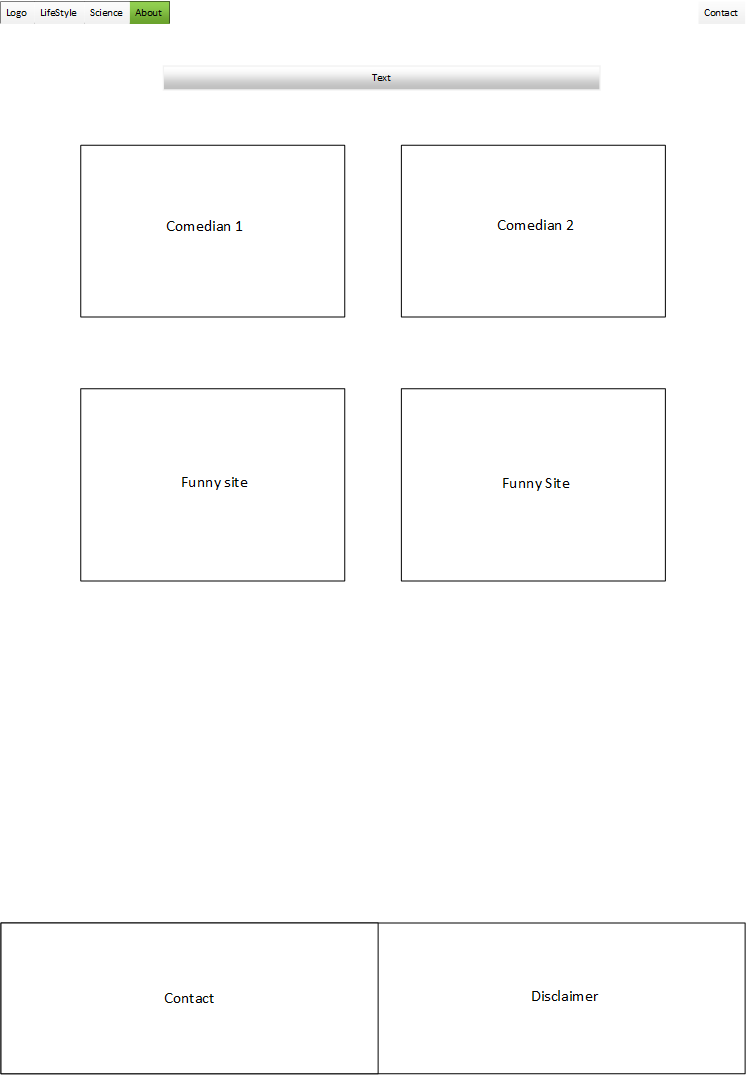 Logo LifeStyle Science About Contact
Text
Comedian 1 Comedian 2
Funny site Funny Site
Contact Disclaimer